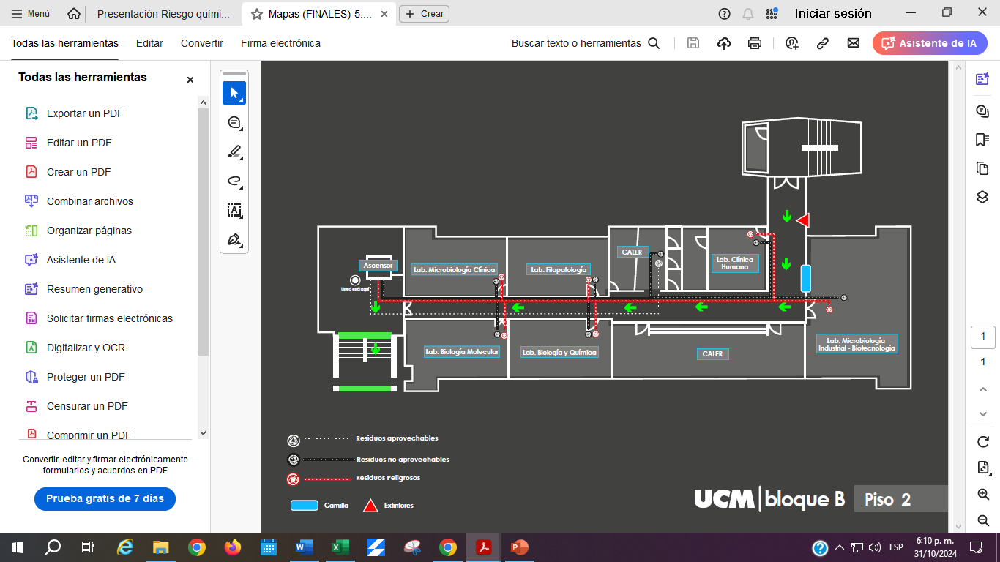 Menú
Presentación Riesgo quími...
Mapas (FINALES)-5....
Crear
Iniciar sesión
Todas las herramientas
Editar
Convertir
Firma electrónica
Buscar texto o herramientas
Asistente de IA
Todas las herramientas
Exportar un PDF
Editar un PDF
Crear un PDF
Combinar archivos
Organizar páginas
Asistente de IA
Resumen generativo
Solicitar firmas electrónicas
Digitalizar y OCR
Proteger un PDF
Censurar un PDF
Comprimir un PDF
Convertir, editar y firmar electrónicamente
formularios y acuerdos en PDF
Prueba gratis de 7 días
Ascensor
Usted está aquí
Lab. Microbiología Clínica
Lab. Fitopatología
CALER
Lab. Clínica
Humana
Lab. Biología Molecular
Lab. Biología y Química
CALER
Lab. Microbiología
Industrial - Biotecnología
Residuos aprovechables
Residuos no aprovechables
Residuos Peligrosos
Camilla
Extintores
UCM
bloque B
Piso 2
1
1
ESP
6:10 p. m.
31/10/2024